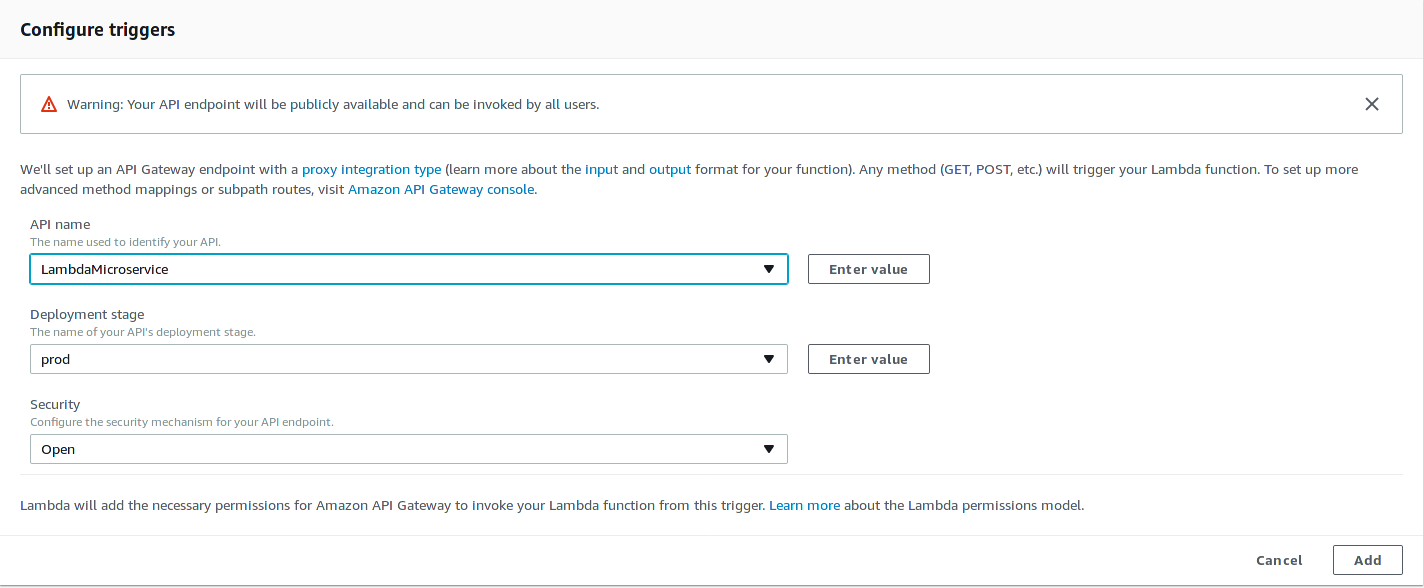 Configure triggers
Warning: Your API endpoint will be publicly available and can be invoked by all users.
We'll set up an API Gateway endpoint with a proxy integration type (learn more about the input and output format for your function). Any method (GET, POST, etc.) will trigger your Lambda function. To set up more
advanced method mappings or subpath routes, visit Amazon API Gateway console.
API name
The name used to identify your API.
LambdaMicroservice
Enter value
Deployment stage
The name of your API's deployment stage.
prod
Enter value
Security
Configure the security mechanism for your API endpoint.
Open
Lambda will add the necessary permissions for Amazon API Gateway to invoke your Lambda function from this trigger. Learn more about the Lambda permissions model.
Cancel
Add